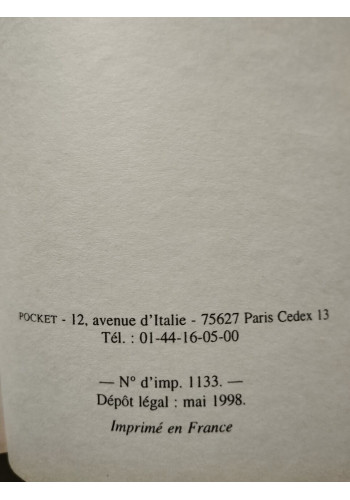 POCKET - 12, avenue d'Italie - 75627 Paris Cedex 13
Tél. : 01-44-16-05-00
— N° d'imp. 1133. —
Dépôt légal : mai 1998.
Imprimé en France